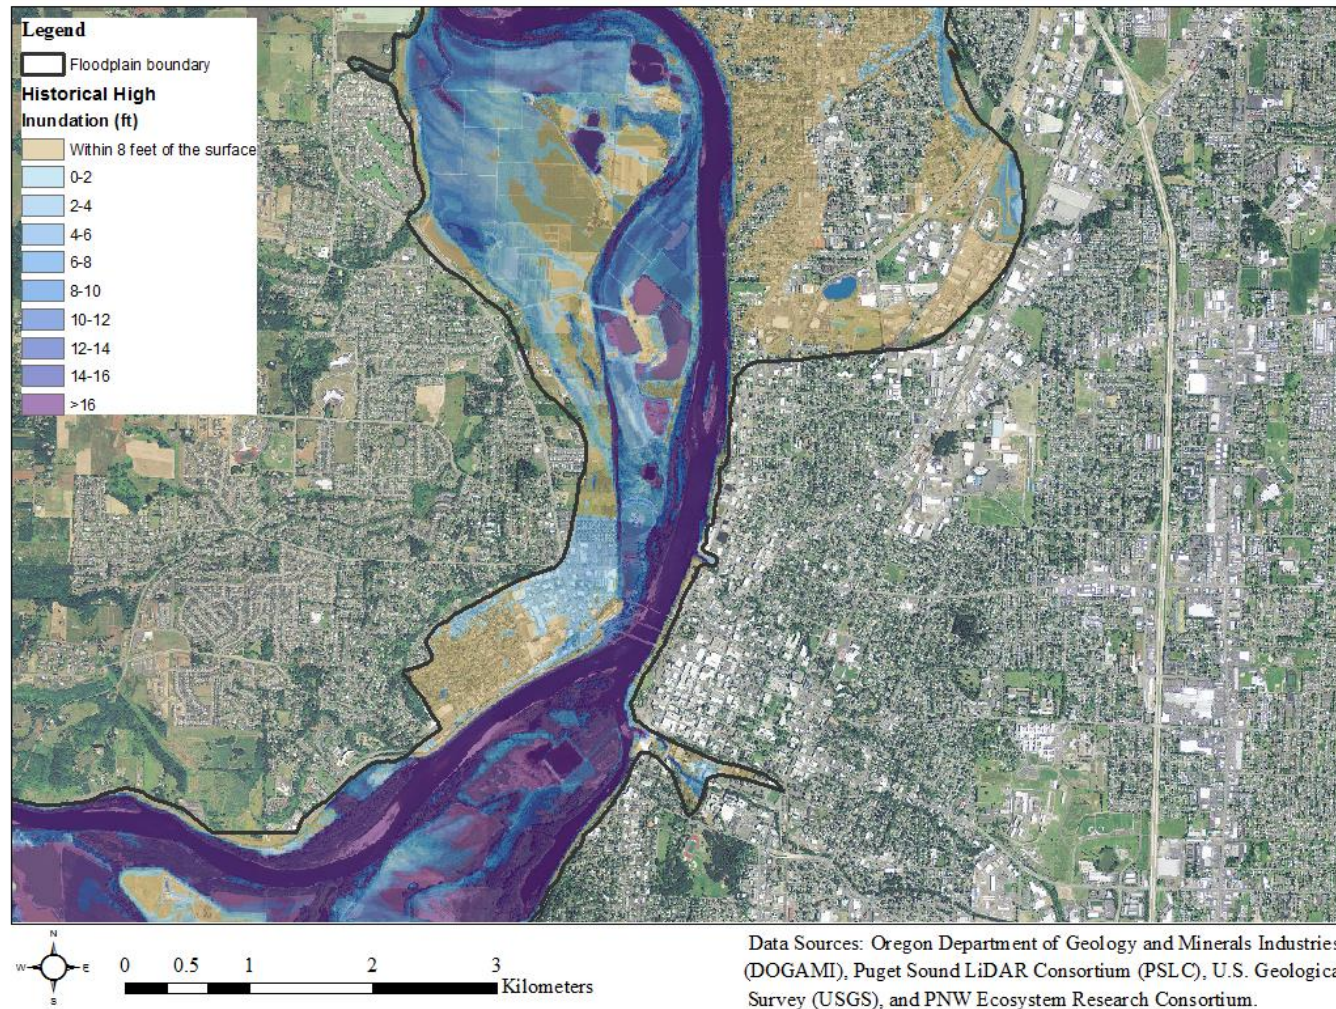 Legend
Floodplain boundary
Historical High
Inundation (ft)
Within 8 feet of the surface
0-2
2-4
4-6
6-8
8-10
10-12
12-14
14-16
>16
N
W
E
S
0 0.5 1 2 3
Kilometers
Data Sources: Oregon Department of Geology and Minerals Industries
(DOGAMI), Puget Sound LiDAR Consortium (PSLC), U.S. Geologica
Survey (USGS), and PNW Ecosystem Research Consortium.